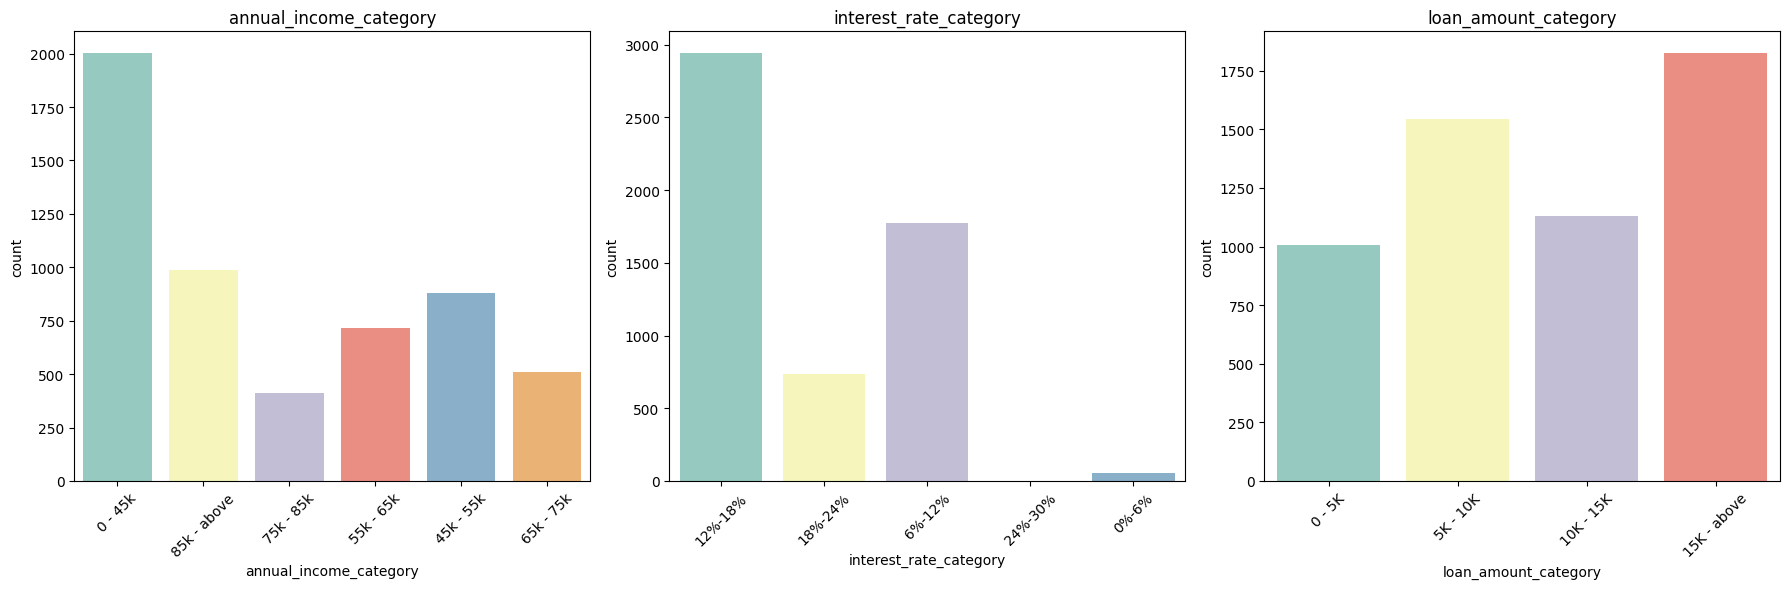 annual_income_category
2000
1750
1500
1250
1000
750
500
250
0
count
0 - 45k
85k - above
75k - 85k
55k - 65k
45k - 55k
65k - 75k
annual_income_category
interest_rate_category
3000
2500
2000
1500
1000
500
0
count
12%-18%
18%-24%
6%-12%
24%-30%
0%-6%
interest_rate_category
loan_amount_category
1750
1500
1250
1000
750
500
250
0
count
0 - 5K
5K - 10K
10K - 15K
15K - above
loan_amount_category